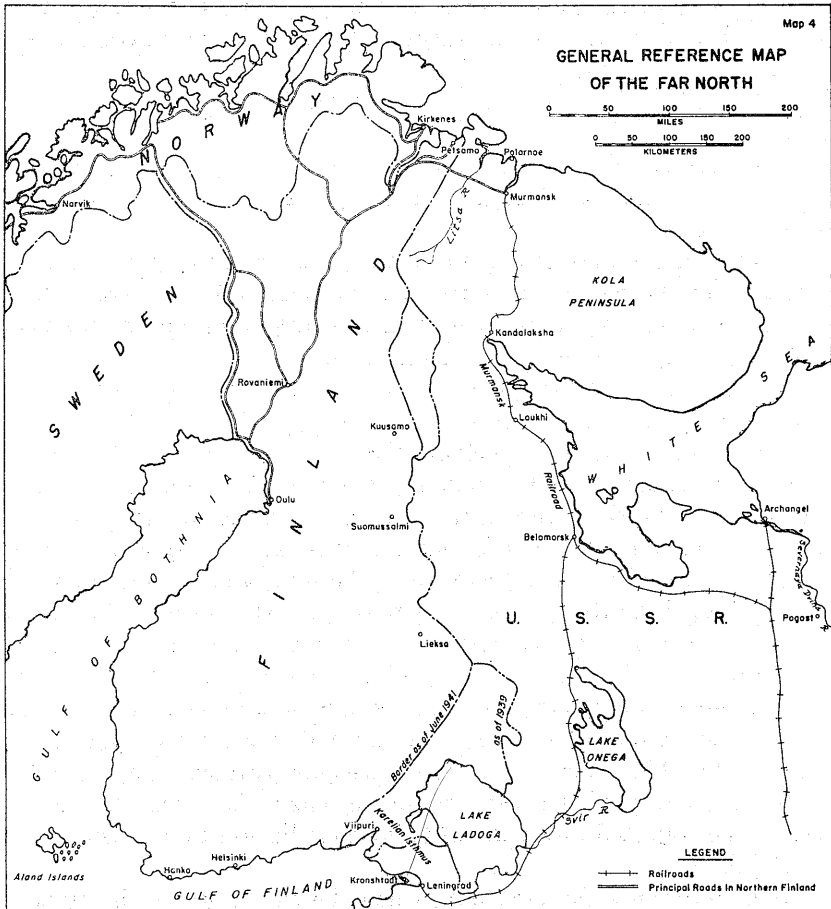 Map 4
GENERAL REFERENCE MAP
OF THE FAR NORTH
0 50 100 150 200
MILES
0 50 100 150 200
KILOMETERS
NORWAY
Kirkenes
Petsamo
Polarnoe
Murmansk
Litsa R
Narvik
SWEDEN
FINLAND
KOLA
PENINSULA
Kandalaksha
Murmansk
Railroad
Loukhi
WHITE SEA
Rovaniemi
Kuusamo
Oulu
Suomussalmi
Belomorsk
Archangel
Severnaya Dvina R
Pogost
GULF OF BOTHNIA
U. S. S. R.
Lieksa
Border as of June 1941
as of 1939
LAKE
ONEGA
LAKE
LADOGA
Svir R
Viipuri
Karelian Isthmus
Helsinki
Hanko
Aland Islands
GULF OF FINLAND
Kronshtadt
Leningrad
LEGEND
Railroads
Principal Roads in Northern Finland